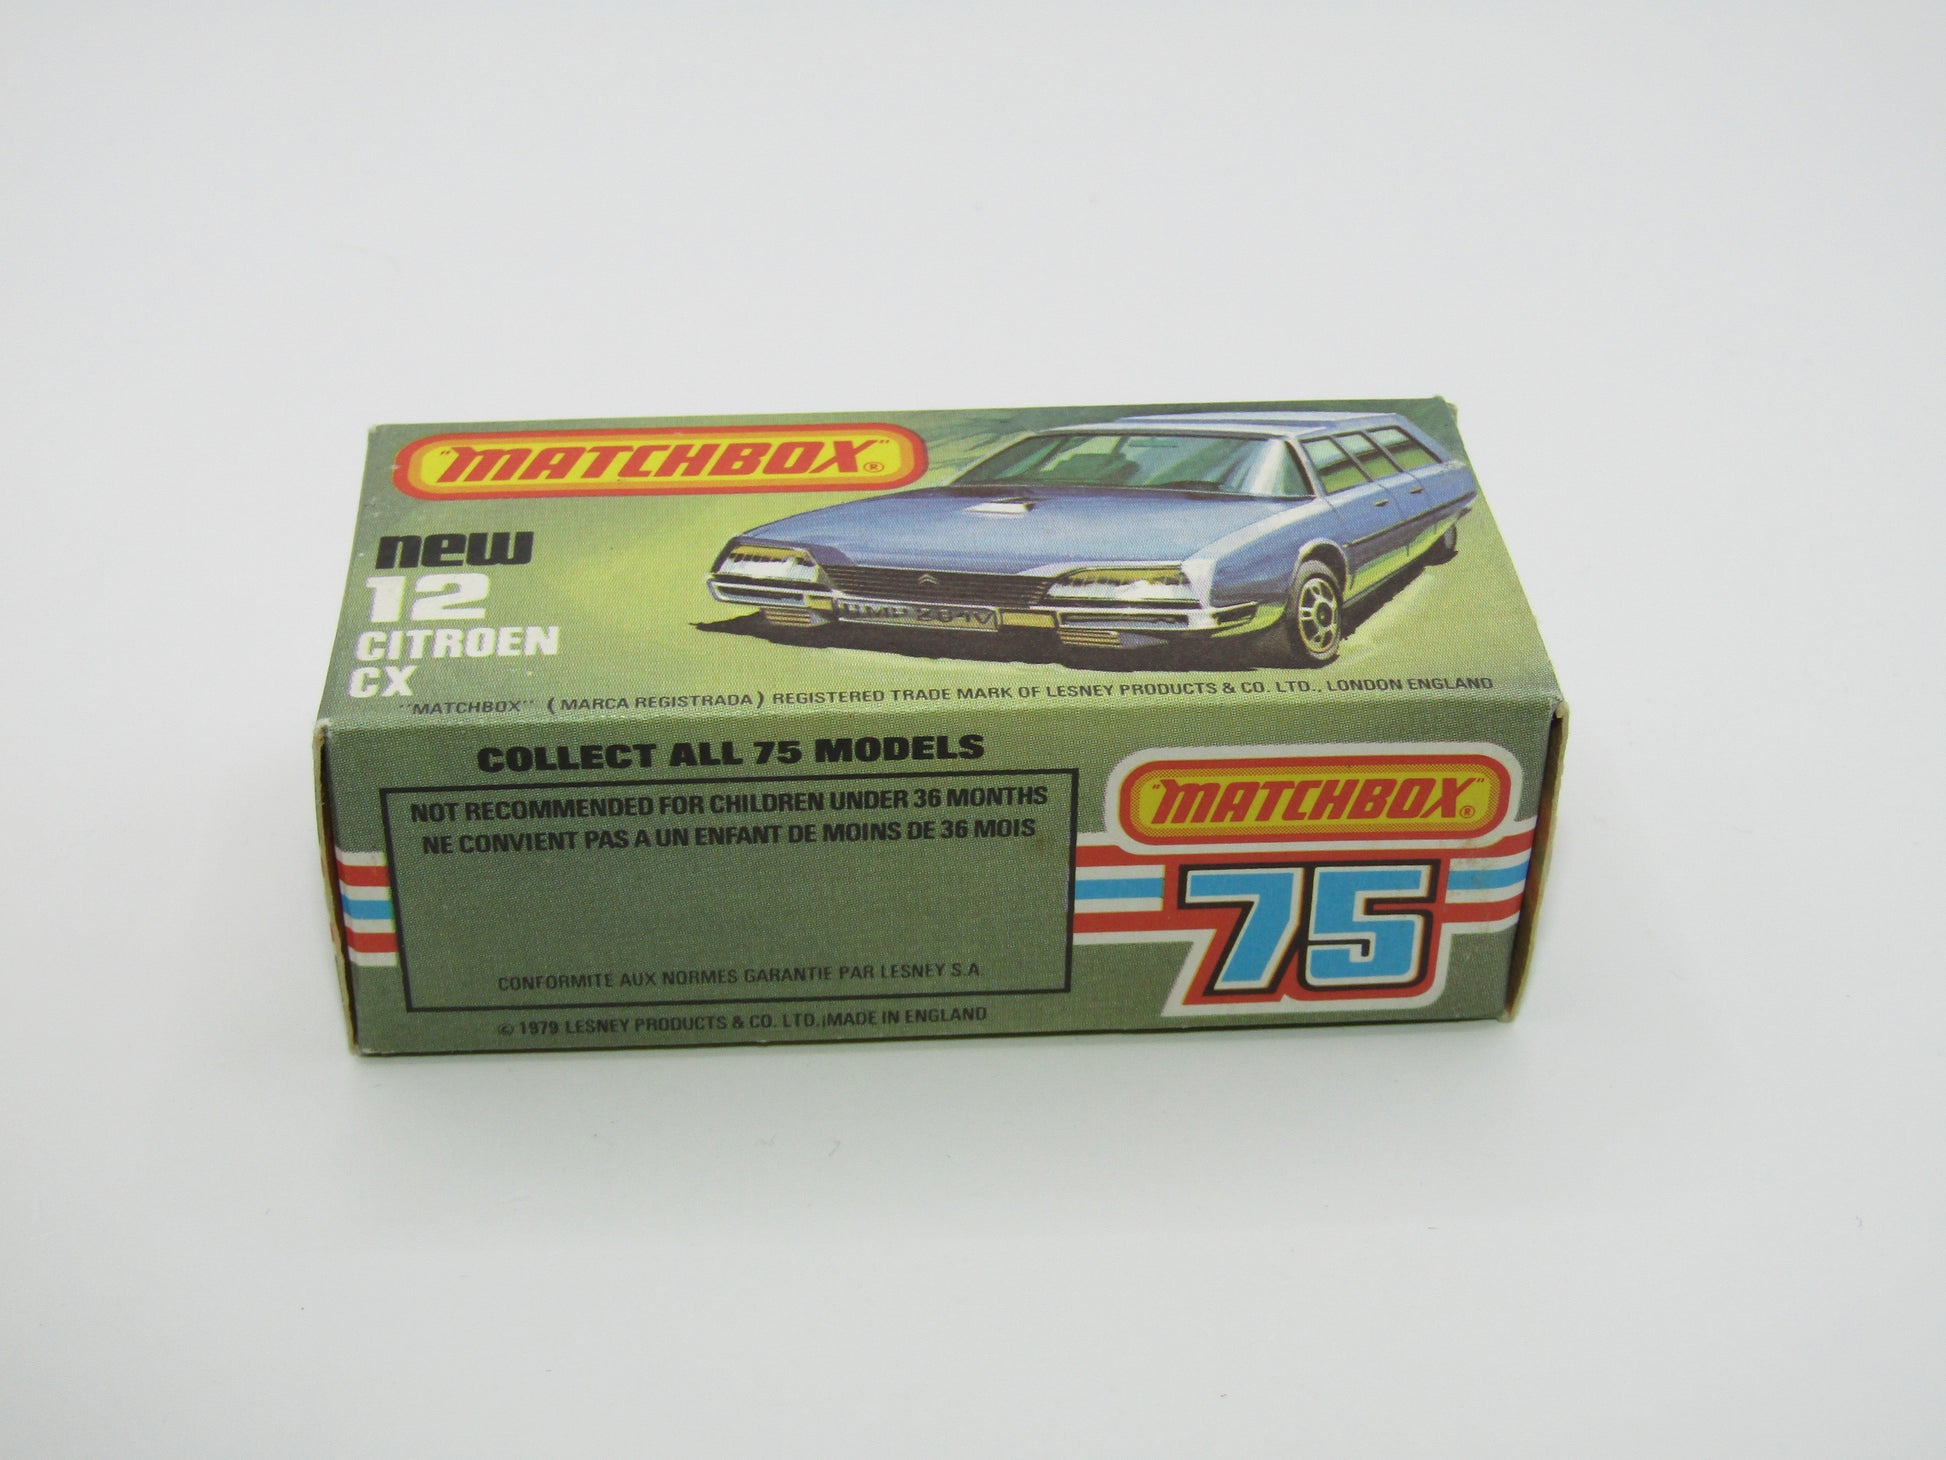 "MATCHBOX"®
new
12
CITROEN
CX
"MATCHBOX" (MARCA REGISTRADA) REGISTERED TRADE MARK OF LESNEY PRODUCTS & CO. LTD., LONDON ENGLAND
COLLECT ALL 75 MODELS
NOT RECOMMENDED FOR CHILDREN UNDER 36 MONTHS
NE CONVIENT PAS A UN ENFANT DE MOINS DE 36 MOIS
CONFORMITE AUX NORMES GARANTIE PAR LESNEY S.A
© 1979 LESNEY PRODUCTS & CO. LTD. MADE IN ENGLAND
"MATCHBOX"®
75